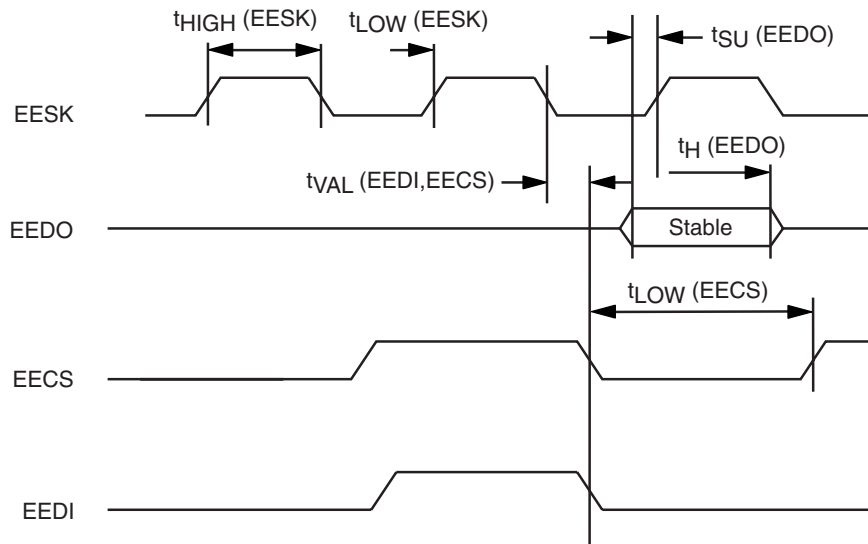 tHIGH (EESK)
tLOW (EESK)
tSU (EEDO)
EESK
tH (EEDO)
tVAL (EEDI,EECS)
EEDO
Stable
tLOW (EECS)
EECS
EEDI